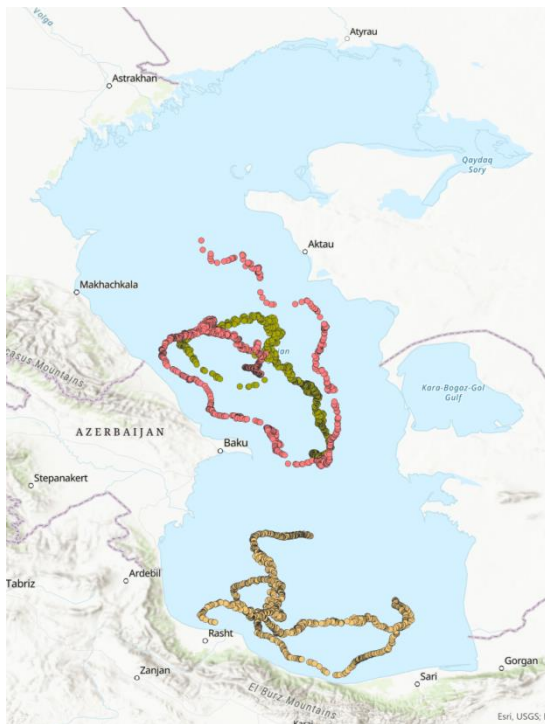 Volga
Atyrau
Astrakhan
Qaydaq
Sory
Aktau
Makhachkala
Mountains
Kara-Bogaz-Gol
Gulf
AZERBAIJAN
Baku
Stepanakert
Ardebil
Tabriz
Rasht
Gorgan
Zanjan
Sari
El Burz Mountains
Esri, USGS;